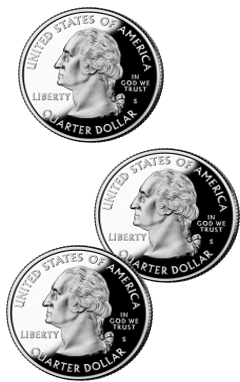 UNITED STATES OF AMERICA
LIBERTY
IN
GOD WE
TRUST
S
QUARTER DOLLAR
UNITED STATES OF AMERICA
LIBERTY
IN
GOD WE
TRUST
S
QUARTER DOLLAR
UNITED STATES OF AMERICA
LIBERTY
IN
GOD WE
TRUST
S
QUARTER DOLLAR